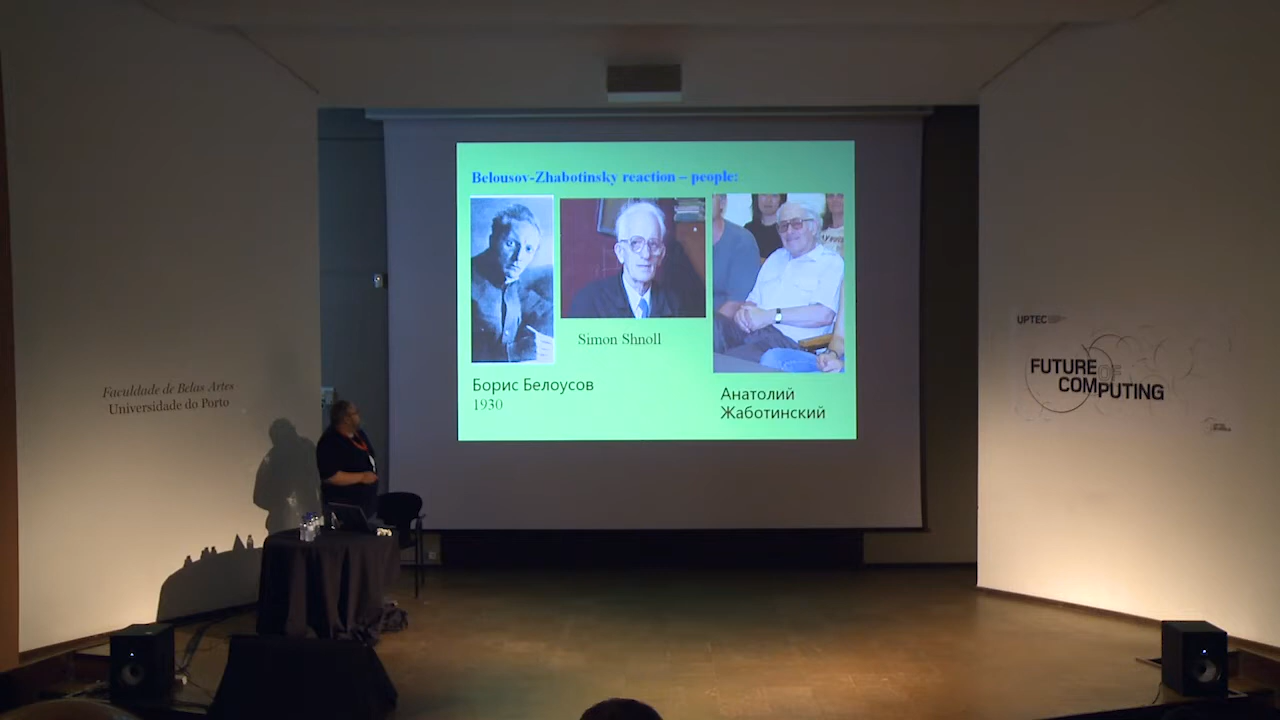 Belousov-Zhabotinsky reaction – people:
Simon Shnoll
Борис Белоусов
1930
Анатолий
Жаботинский
Faculdade de Belas Artes
Universidade do Porto
UPTEC
FUTURE OF
COMPUTING